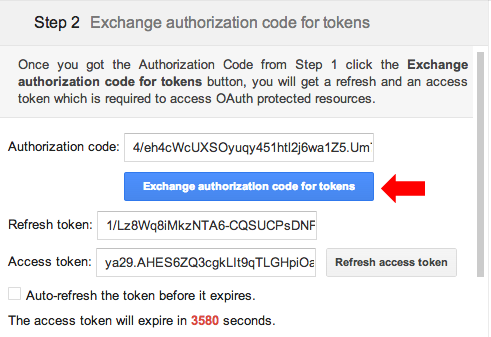 Step 2 Exchange authorization code for tokens
Once you got the Authorization Code from Step 1 click the Exchange
authorization code for tokens button, you will get a refresh and an access
token which is required to access OAuth protected resources.
Authorization code: 4/eh4cWcUXSOyuqy451htl2j6wa1Z5.Um
Exchange authorization code for tokens
Refresh token: 1/Lz8Wq8iMkzNTA6-CQSUCPsDNF
Access token: ya29.AHES6ZQ3cgkLIt9qTLGHpiOa Refresh access token
Auto-refresh the token before it expires.
The access token will expire in 3580 seconds.